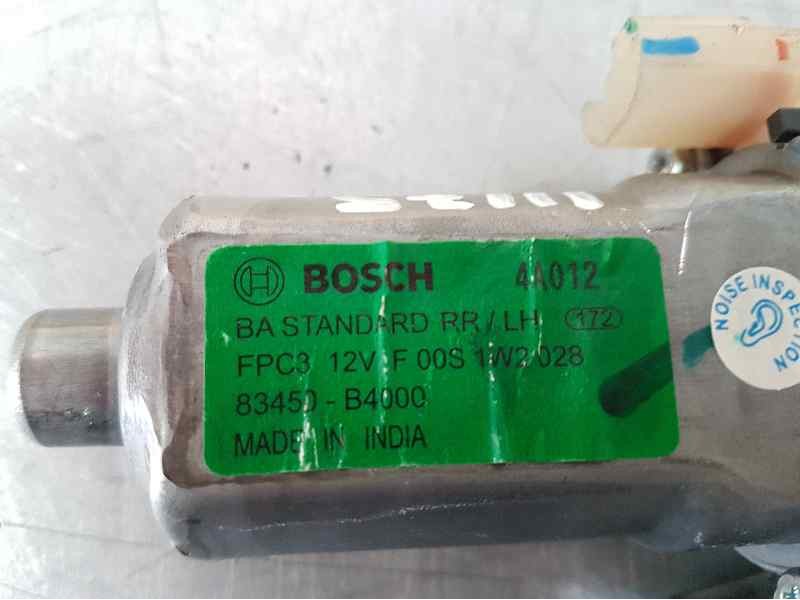 BOSCH 4A012
BA STANDARD RR / LH 172
FPC3 12V F 00S 1W2 028
83450 - B4000
MADE IN INDIA
NOISE INSPECTION